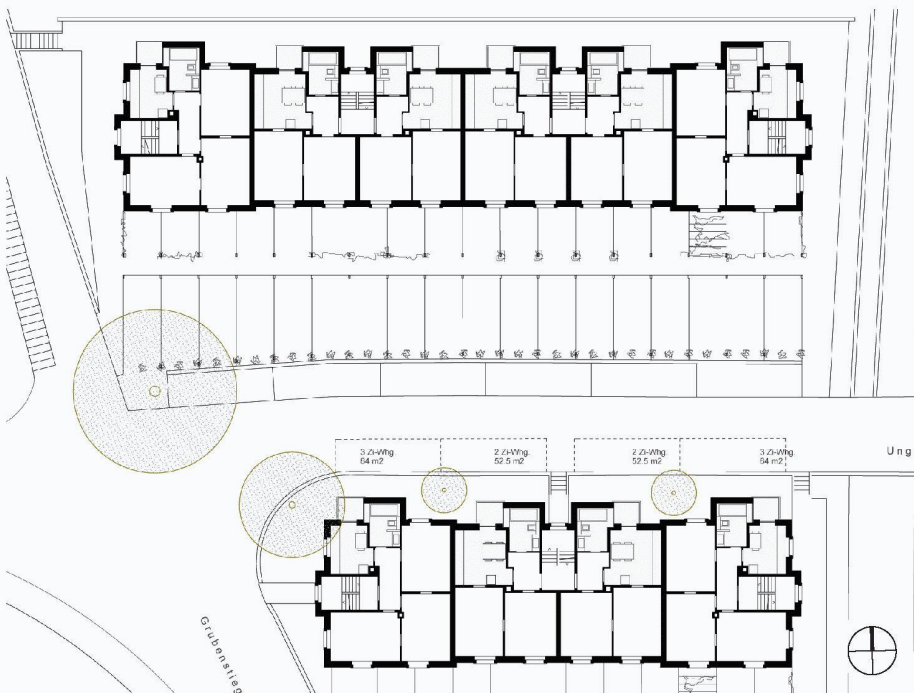 3 Zi-Whg.
64 m2
2 Zi-Whg.
52.5 m2
2 Zi-Whg.
52.5 m2
3 Zi-Whg.
64 m2
Ung
Grubenstieg